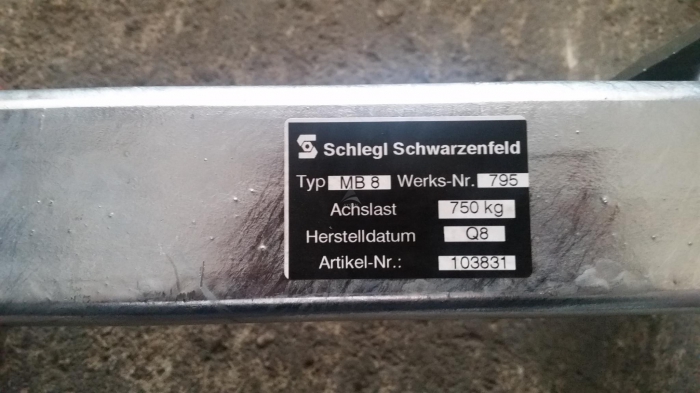 Schlegl Schwarzenfeld
Typ MB 8 Werks-Nr. 795
Achslast 750 kg
Herstelldatum Q8
Artikel-Nr.: 103831